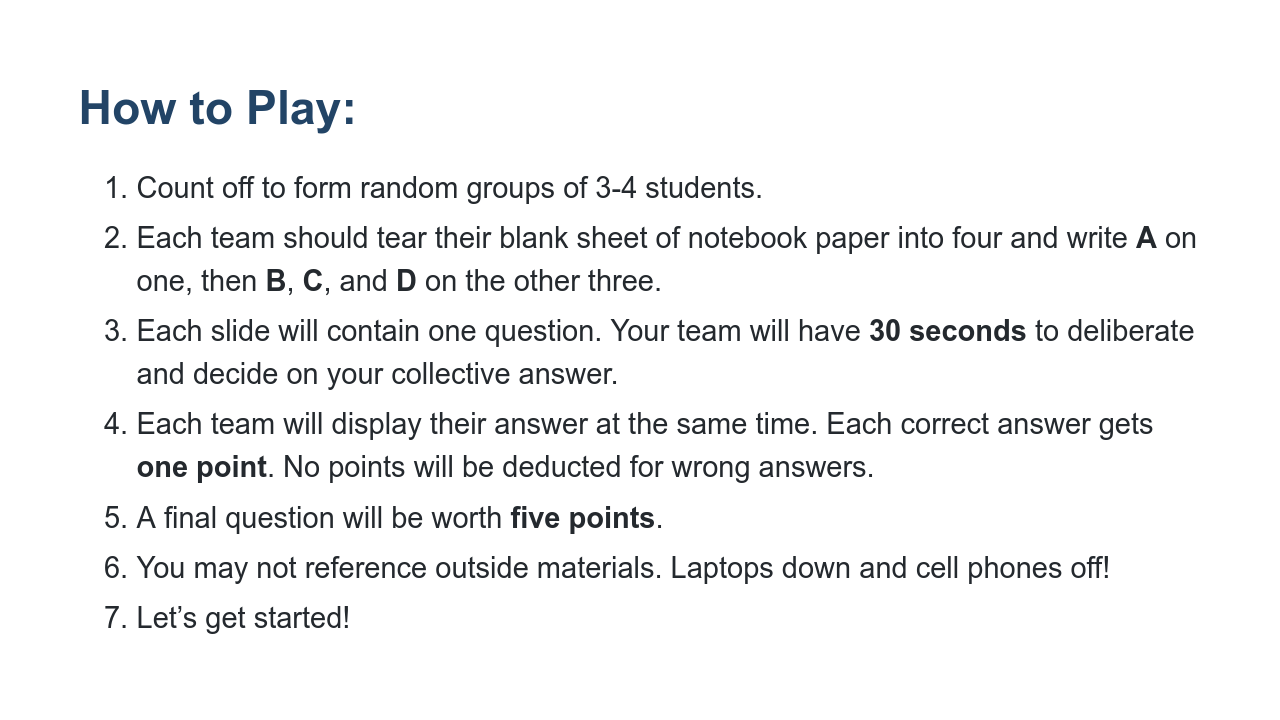 How to Play:
1. Count off to form random groups of 3-4 students.
2. Each team should tear their blank sheet of notebook paper into four and write A on
one, then B, C, and D on the other three.
3. Each slide will contain one question. Your team will have 30 seconds to deliberate
and decide on your collective answer.
4. Each team will display their answer at the same time. Each correct answer gets
one point. No points will be deducted for wrong answers.
5. A final question will be worth five points.
6. You may not reference outside materials. Laptops down and cell phones off!
7. Let’s get started!